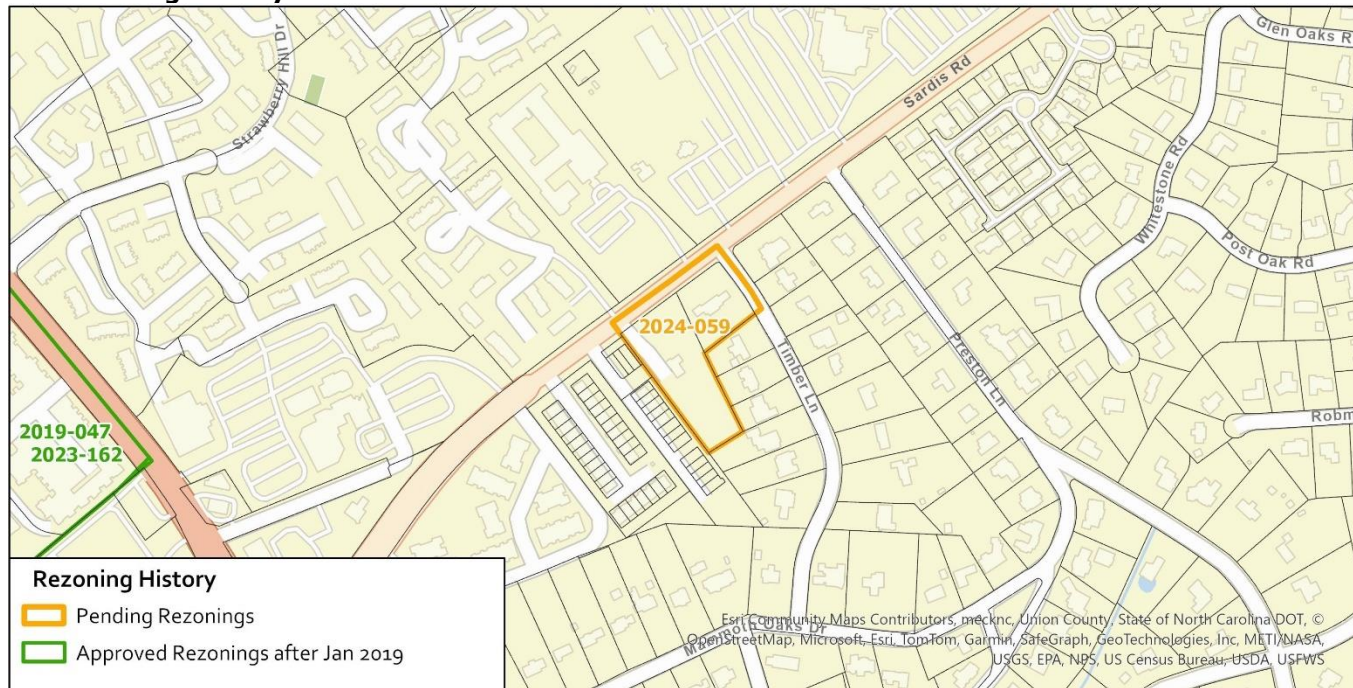 Glen Oaks R
Strawberry Hill Dr
Sardis Rd
Whitestone Rd
Post Oak Rd
2024-059
Timber Ln
Preston Ln
Robm
2019-047
2023-162
Rezoning History
Pending Rezonings
Approved Rezonings after Jan 2019
Oaks Dr
Esri Community Maps Contributors, mecknc, Union County, State of North Carolina DOT, ©
OpenStreetMap, Microsoft, Esri, TomTom, Garmin, SafeGraph, GeoTechnologies, Inc, METI/NASA,
USGS, EPA, NPS, US Census Bureau, USDA, USFWS